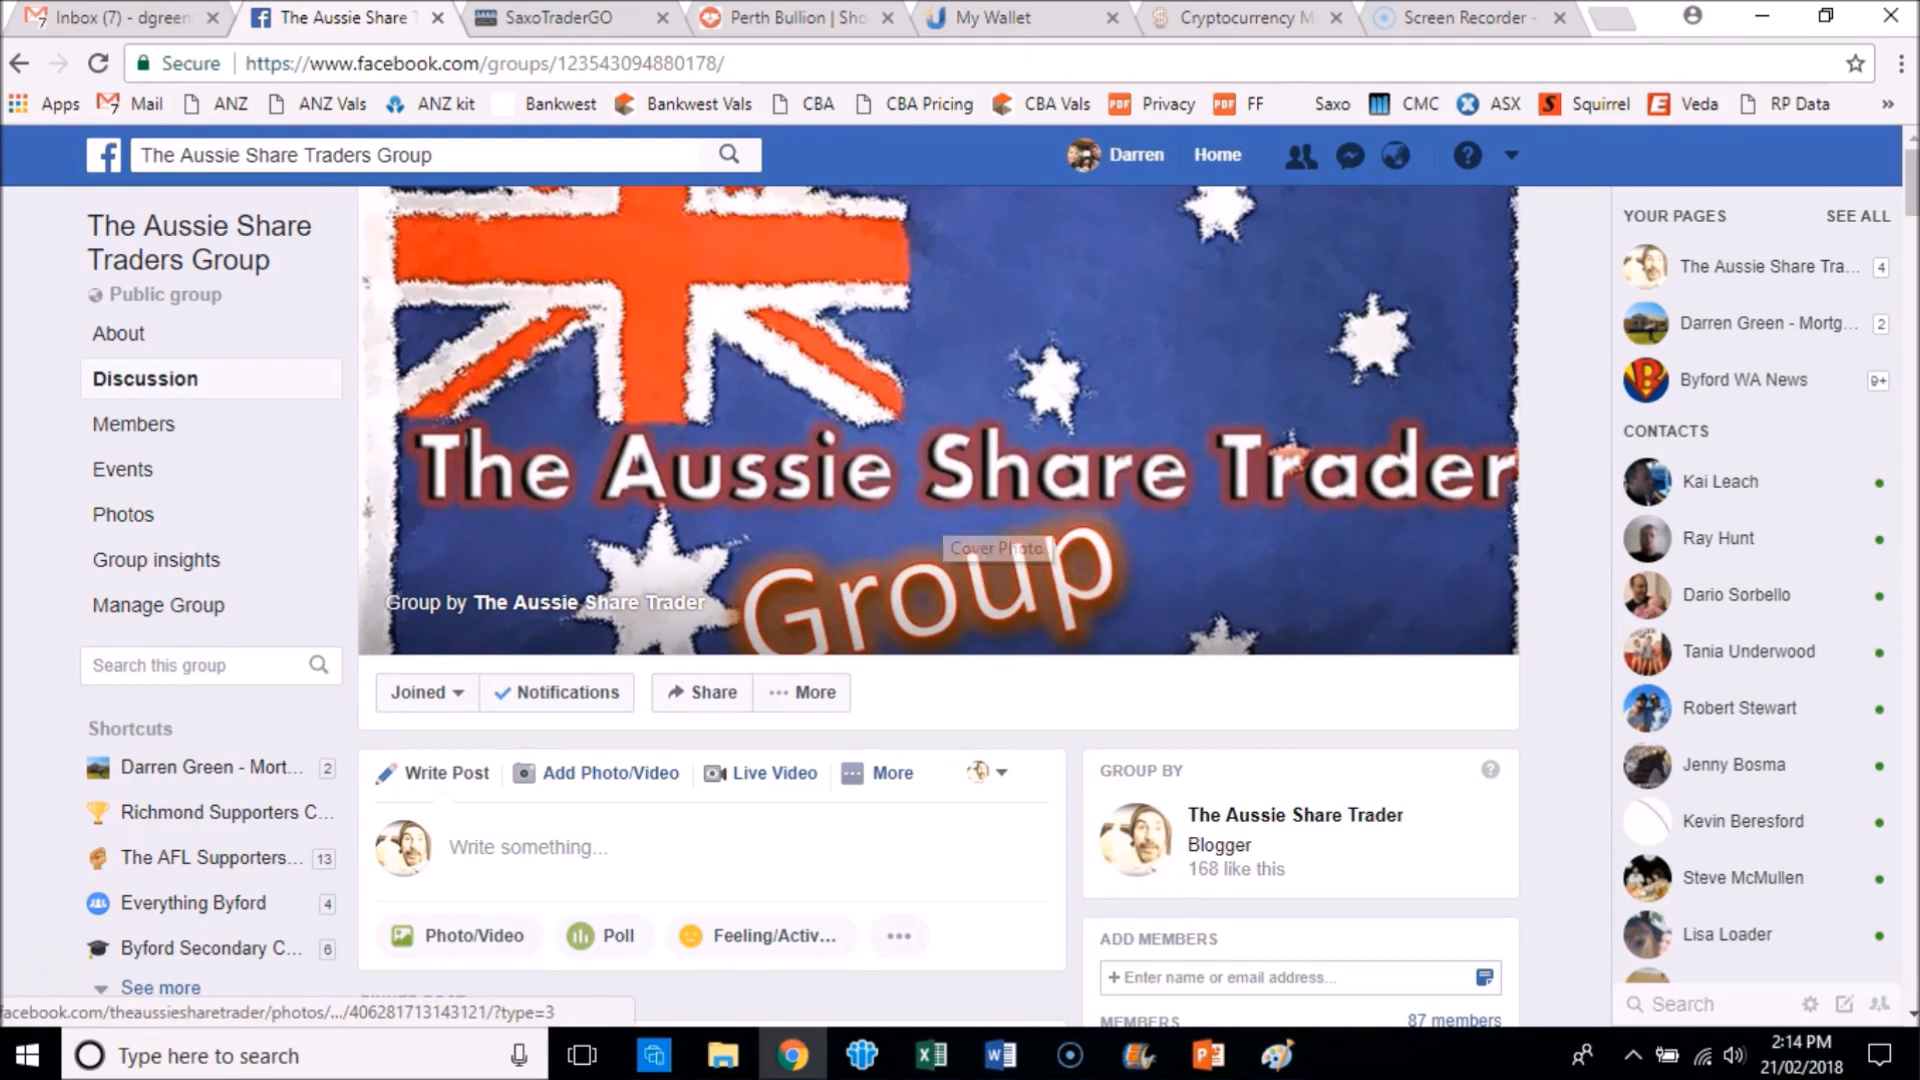 Inbox (7) - dgreen
The Aussie Share T
SaxoTraderGO
Perth Bullion | Sho
My Wallet
Cryptocurrency M
Screen Recorder -
Secure
https://www.facebook.com/groups/123543094880178/
Apps
Mail
ANZ
ANZ Vals
ANZ kit
Bankwest
Bankwest Vals
CBA
CBA Pricing
CBA Vals
PDF
Privacy
PDF
FF
Saxo
CMC
ASX
Squirrel
Veda
RP Data
»
The Aussie Share Traders Group
Darren
Home
The Aussie Share
Traders Group
Public group
About
Discussion
Members
Events
Photos
Group insights
Manage Group
Search this group
Shortcuts
Darren Green - Mort... 2
Richmond Supporters C...
The AFL Supporters... 13
Everything Byford 4
Byford Secondary C... 6
See more
facebook.com/theaussiesharetrader/photos/.../406281713143121/?type=3
The Aussie Share Trader
Group
Cover Photo
Group by The Aussie Share Trader
Joined
Notifications
Share
More
Write Post
Add Photo/Video
Live Video
More
Write something...
Photo/Video
Poll
Feeling/Activ...
GROUP BY
The Aussie Share Trader
Blogger
168 like this
ADD MEMBERS
+ Enter name or email address...
MEMBERS
87 members
YOUR PAGES
SEE ALL
The Aussie Share Tra... 4
Darren Green - Mortg... 2
Byford WA News 9+
CONTACTS
Kai Leach
Ray Hunt
Dario Sorbello
Tania Underwood
Robert Stewart
Jenny Bosma
Kevin Beresford
Steve McMullen
Lisa Loader
Search
Type here to search
2:14 PM
21/02/2018